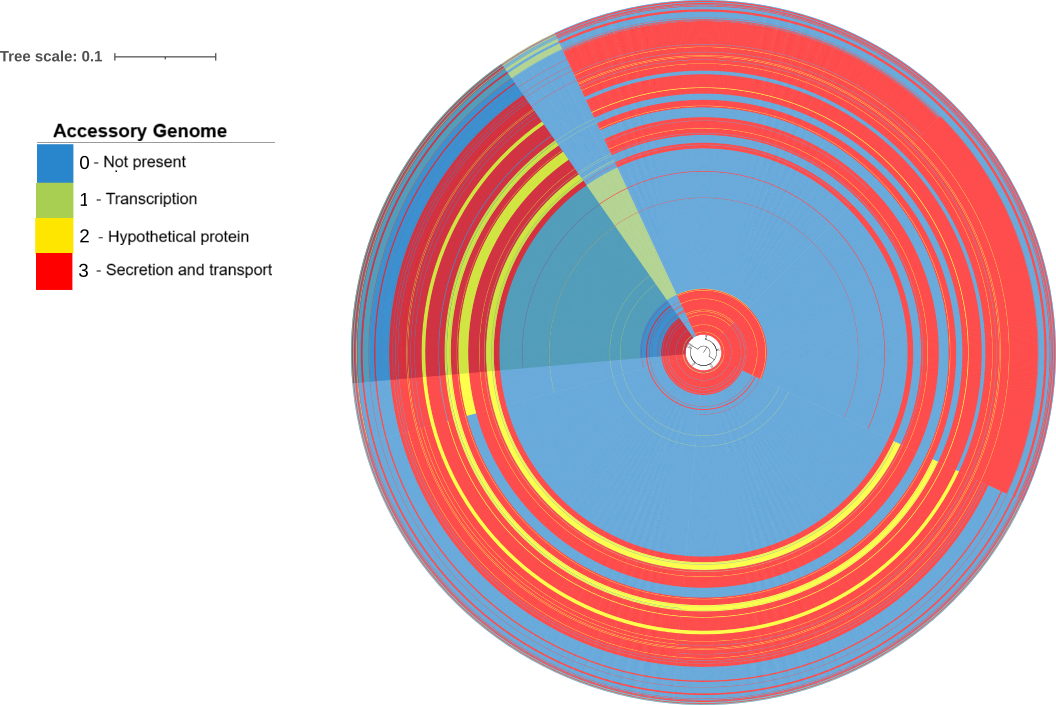 Tree scale: 0.1
Accessory Genome
0 - Not present
1 - Transcription
2 - Hypothetical protein
3 - Secretion and transport